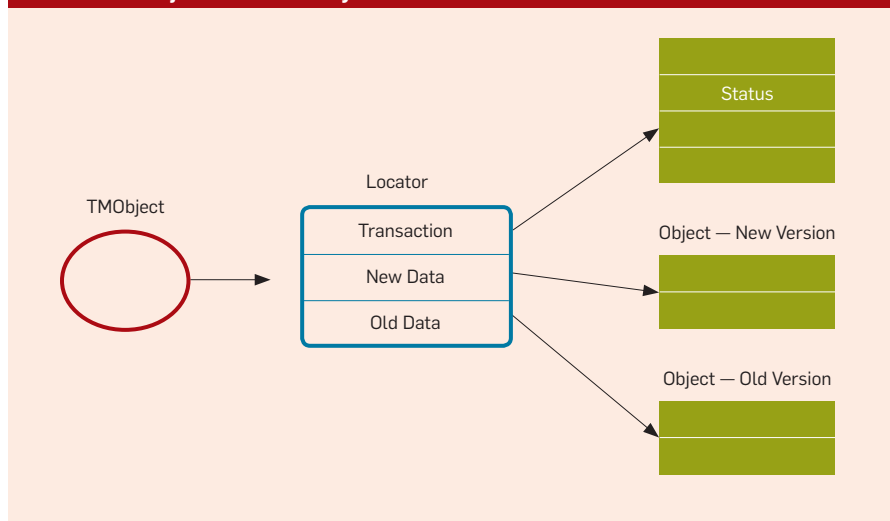 TMObject
Locator
Transaction
New Data
Old Data
Status
Object — New Version
Object — Old Version